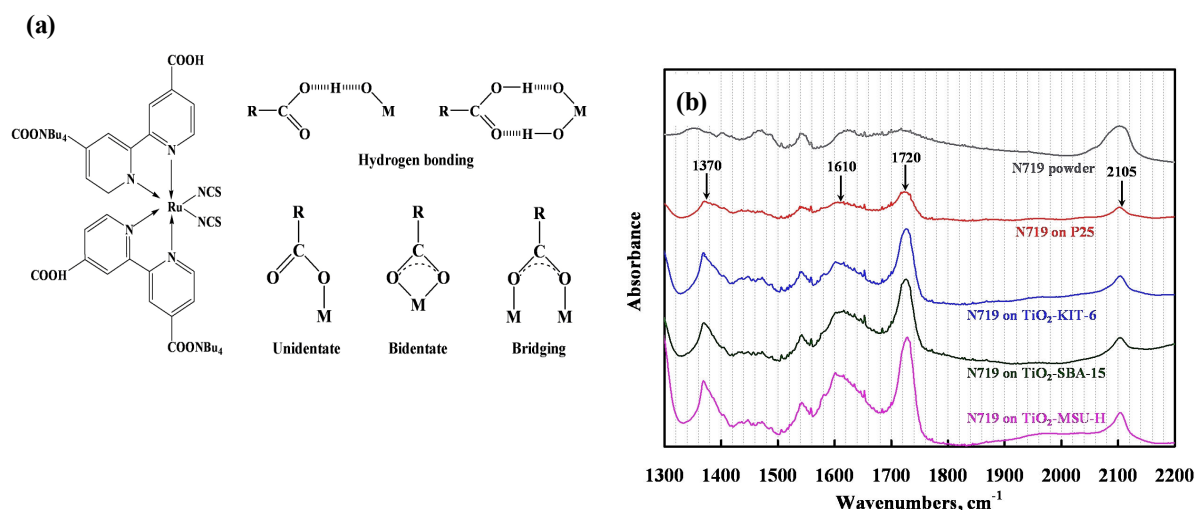 (a)
COOH
COONBu4
N
N
NCS
Ru
NCS
N
N
COOH
COONBu4
O H O
R C M
O
O H O
R C M
O H O
Hydrogen bonding
R
C
O O
M
Unidentate
R
C
O O
M
Bidentate
R
C
O O
M M
Bridging
(b)
N719 powder
1370
1610
1720
2105
N719 on P25
N719 on TiO2-KIT-6
N719 on TiO2-SBA-15
N719 on TiO2-MSU-H
Absorbance
1300 1400 1500 1600 1700 1800 1900 2000 2100 2200
Wavenumbers, cm-1